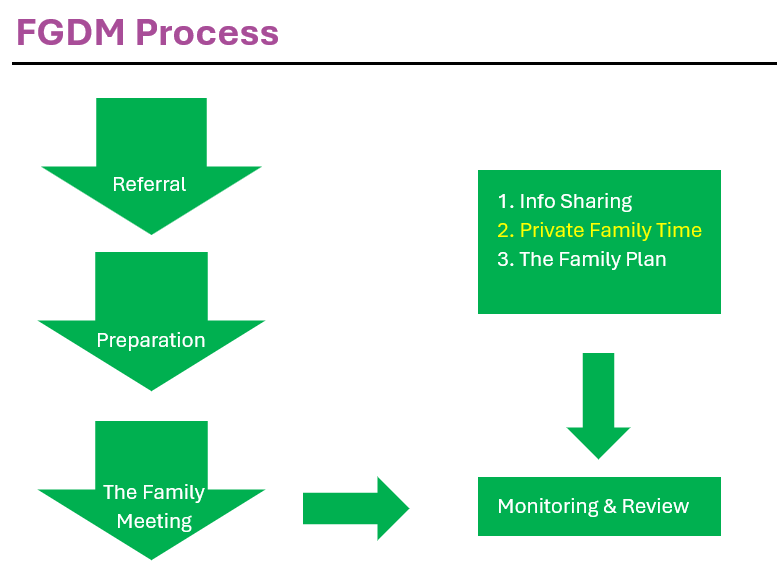 FGDM Process
Referral
Preparation
The Family
Meeting
1. Info Sharing
2. Private Family Time
3. The Family Plan
Monitoring & Review